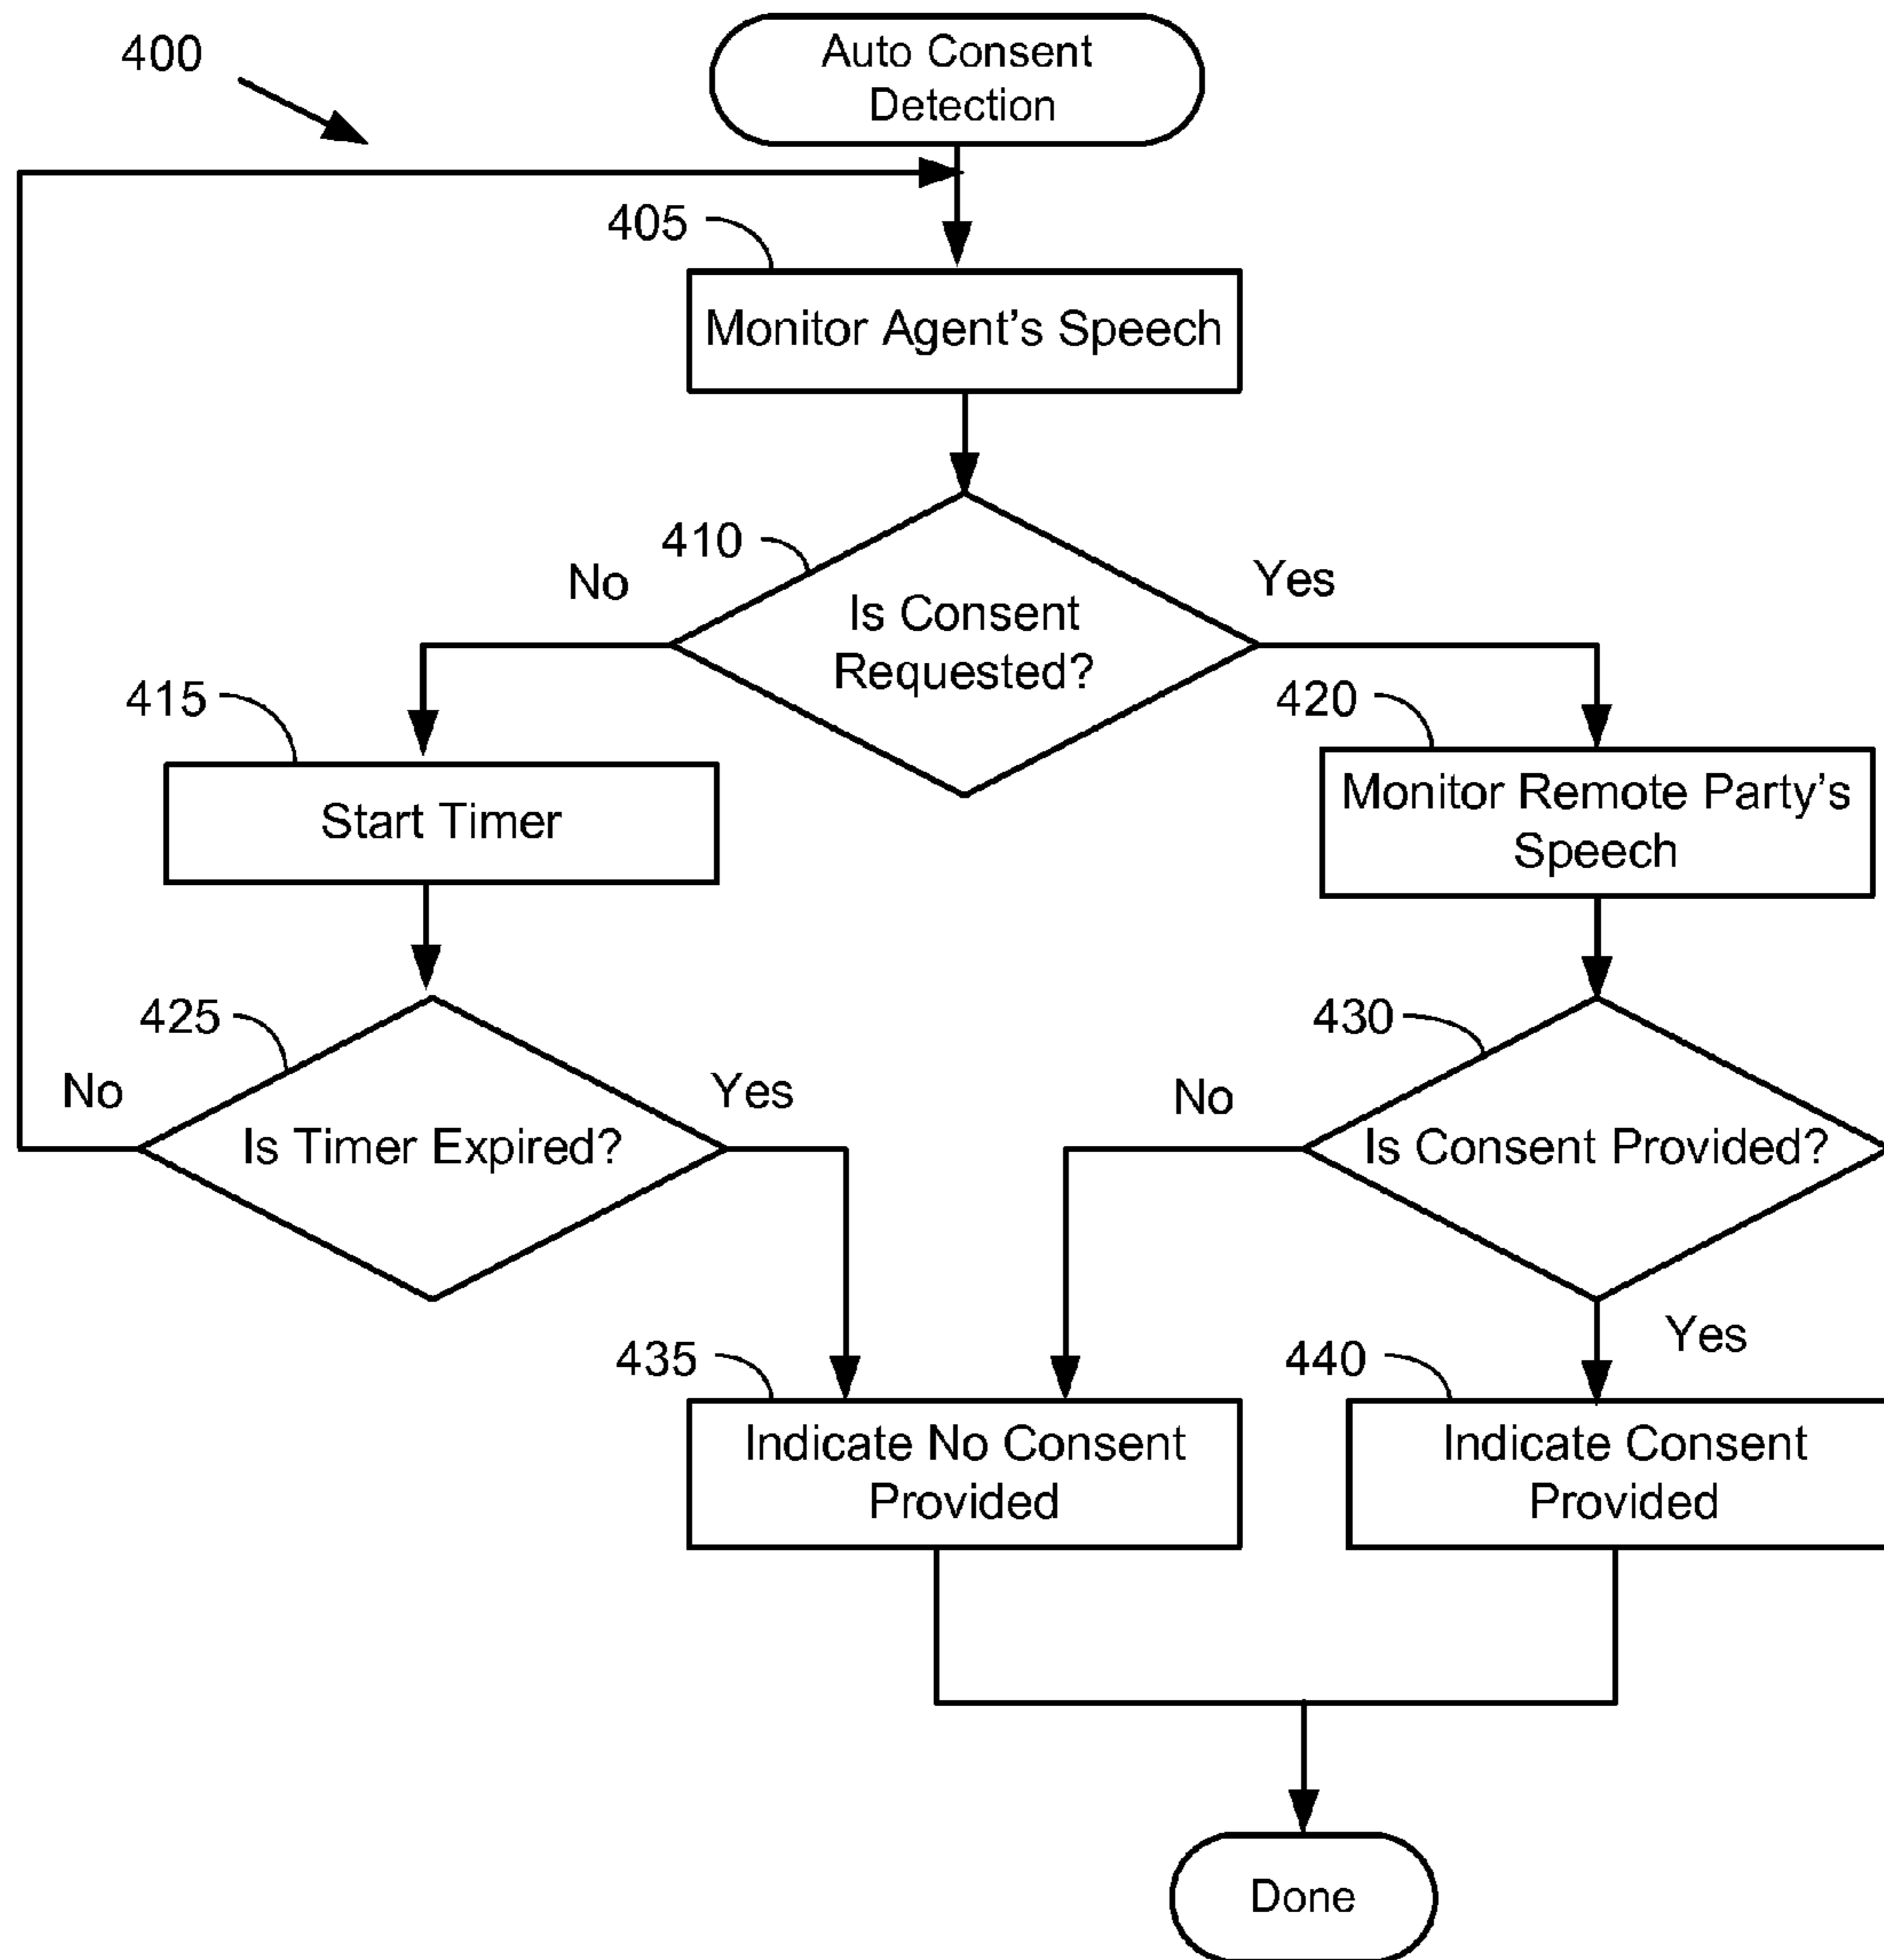 400
Auto Consent
Detection
405
Monitor Agent's Speech
410
No
Yes
Is Consent
Requested?
415
Start Timer
420
Monitor Remote Party's
Speech
425
No
Yes
Is Timer Expired?
430
No
Is Consent Provided?
Yes
435
Indicate No Consent
Provided
440
Indicate Consent
Provided
Done